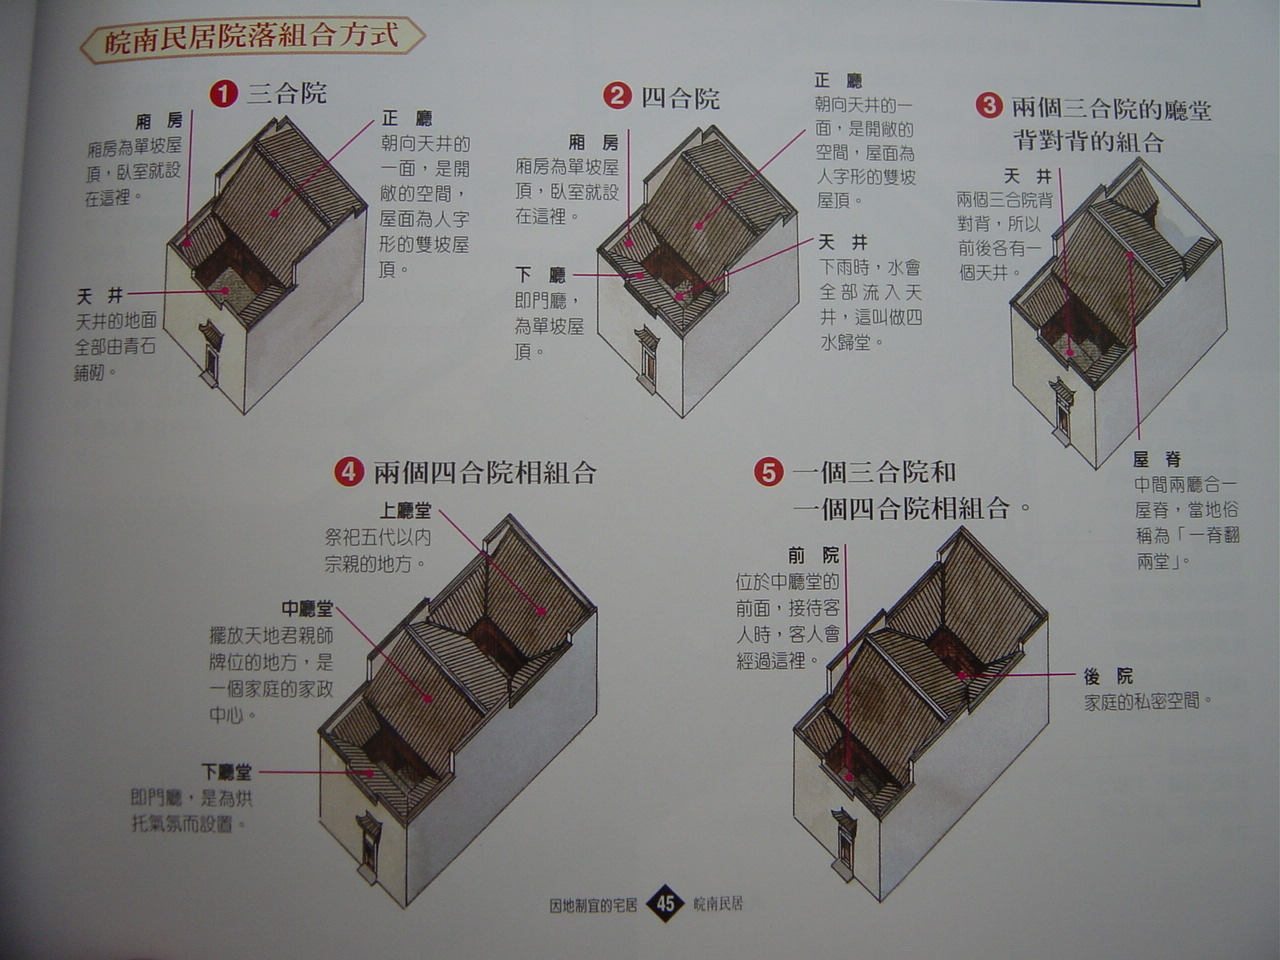 皖南民居院落組合方式
1 三合院
廂房
廂房為單坡屋
頂，臥室就設
在這裡。
正廳
朝向天井的
一面，是開
敞的空間，
屋面為人字
形的雙坡屋
頂。
天井
天井的地面
全部由青石
鋪砌。
2 四合院
廂房
廂房為單坡屋
頂，臥室就設
在這裡。
正廳
朝向天井的一
面，是開敞的
空間，屋面為
人字形的雙坡
屋頂。
下廳
即門廳，
為單坡屋
頂。
天井
下雨時，水會
全部流入天
井，這叫做四
水歸堂。
3 兩個三合院的廳堂
背對背的組合
天井
兩個三合院背
對背，所以
前後各有一
個天井。
屋脊
中間兩廳合一
屋脊，當地俗
稱為「一脊翻
兩堂」。
4 兩個四合院相組合
上廳堂
祭祀五代以內
宗親的地方。
中廳堂
擺放天地君親師
牌位的地方，是
一個家庭的家政
中心。
下廳堂
即門廳，是為烘
托氣氛而設置。
5 一個三合院和
一個四合院相組合。
前院
位於中廳堂的
前面，接待客
人時，客人會
經過這裡。
後院
家庭的私密空間。
因地制宜的宅居 45 皖南民居